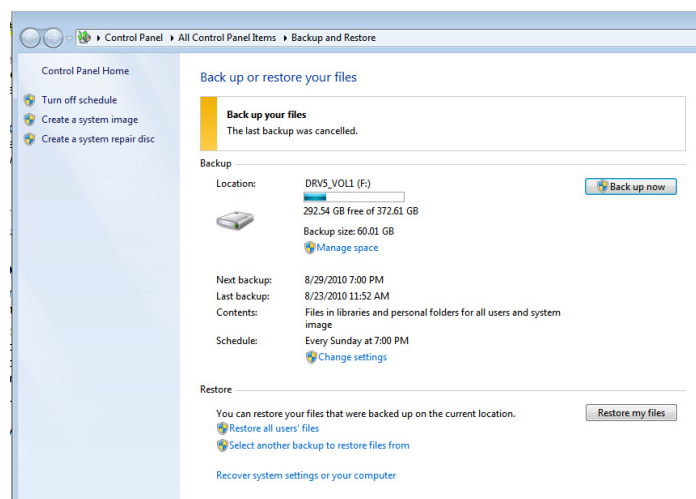 Control Panel ▸ All Control Panel Items ▸ Backup and Restore
Control Panel Home
Turn off schedule
Create a system image
Create a system repair disc
Back up or restore your files
Back up your files
The last backup was cancelled.
Backup
Location: DRV5_VOL1 (F:)
Back up now
292.54 GB free of 372.61 GB
Backup size: 60.01 GB
Manage space
Next backup: 8/29/2010 7:00 PM
Last backup: 8/23/2010 11:52 AM
Contents: Files in libraries and personal folders for all users and system
image
Schedule: Every Sunday at 7:00 PM
Change settings
Restore
You can restore your files that were backed up on the current location.
Restore my files
Restore all users' files
Select another backup to restore files from
Recover system settings or your computer